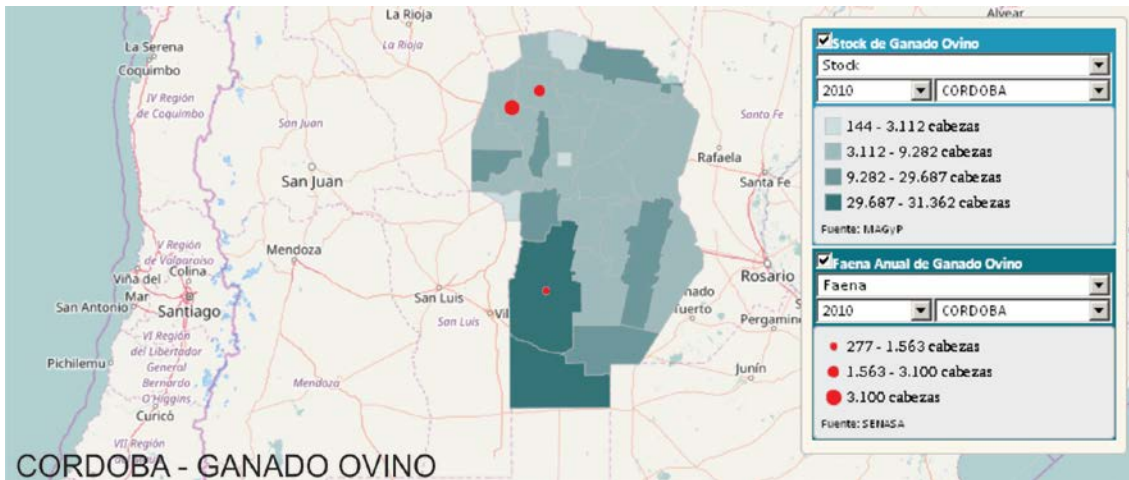 La Rioja
La Rioja
La Serena
Coquimbo
IV Región
de Coquimbo
San Juan
San Juan
Santa Fe
Rafaela
Santa Fe
Mendoza
V Región
de Valparaíso
Viña del
Mar
Colina
San Antonio
Santiago
San Luis
San Luis
Vil
Rosario
nado
uerto
Pergamin
VI Región
del Libertador
General
Bernardo
O'Higgins
Pichilemu
Mendoza
Junín
Curicó
VII Región
CORDOBA - GANADO OVINO
Alvear
Stock de Ganado Ovino
Stock
2010 CORDOBA
144 - 3.112 cabezas
3.112 - 9.282 cabezas
9.282 - 29.687 cabezas
29.687 - 31.362 cabezas
Fuente: MAGyP
Faena Anual de Ganado Ovino
Faena
2010 CORDOBA
277 - 1.563 cabezas
1.563 - 3.100 cabezas
3.100 cabezas
Fuente: SENASA